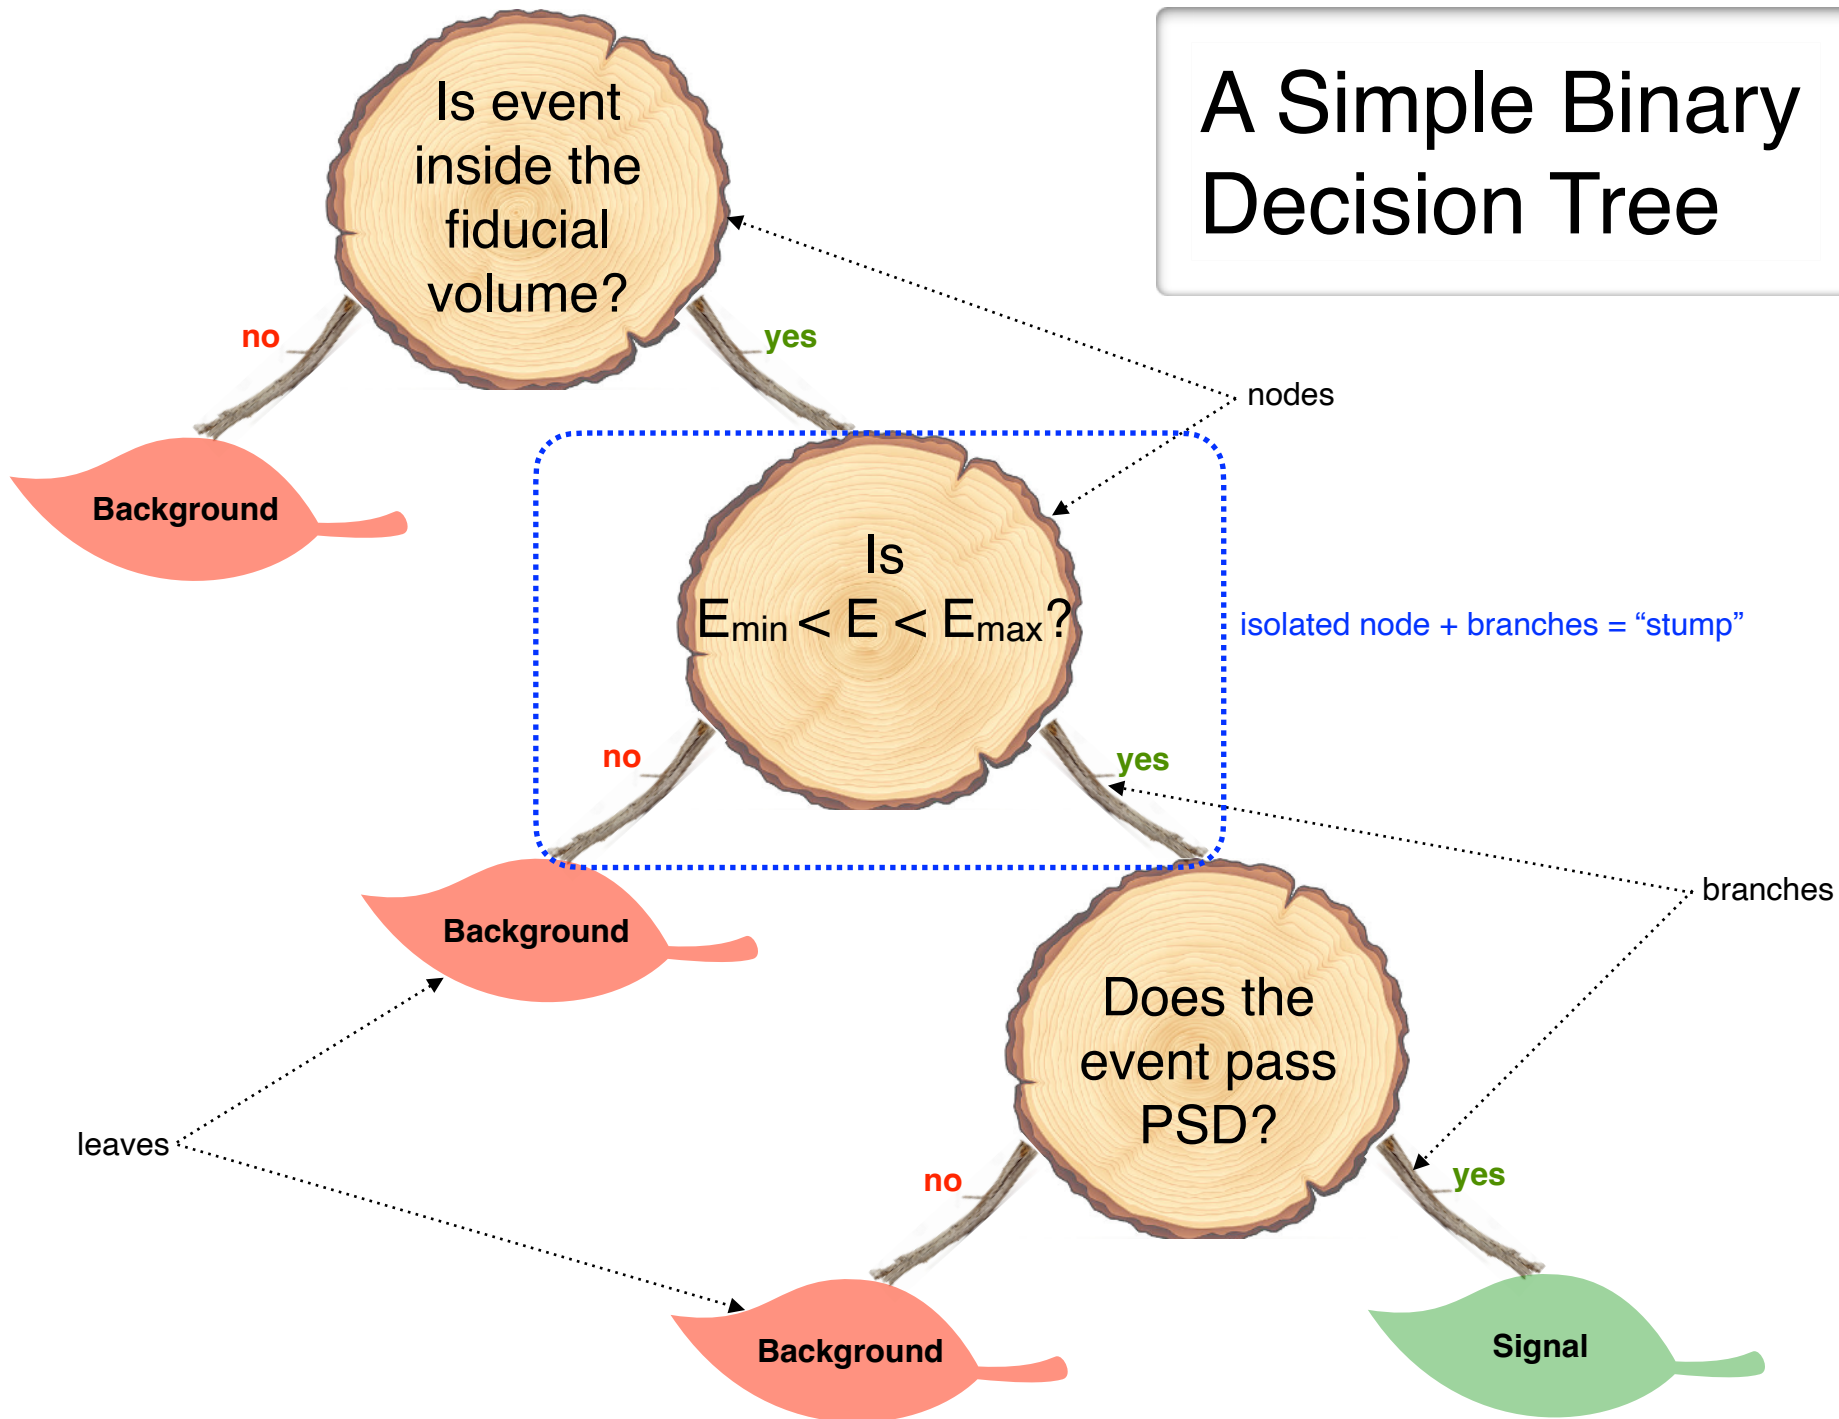 A Simple Binary
Decision Tree
Is event
inside the
fiducial
volume?
no
yes
nodes
Background
Is
Emin < E < Emax?
isolated node + branches = “stump”
no
yes
branches
Background
Does the
event pass
PSD?
leaves
no
yes
Background
Signal